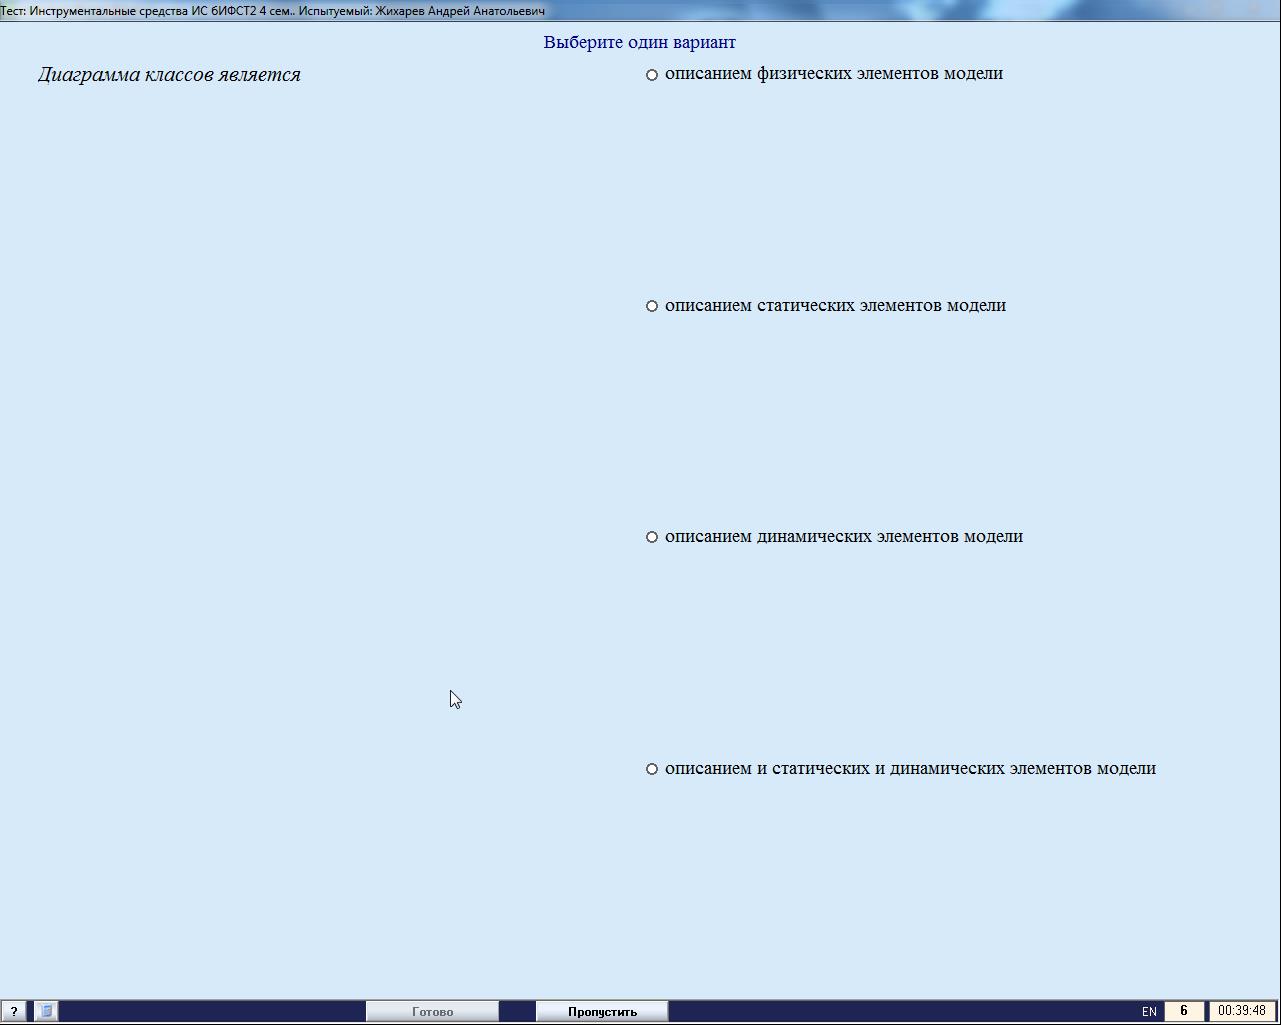 Тест: Инструментальные средства ИС бИФСТ2 4 сем.. Испытуемый: Жихарев Андрей Анатольевич
Выберите один вариант
Диаграмма классов является
описанием физических элементов модели
описанием статических элементов модели
описанием динамических элементов модели
описанием и статических и динамических элементов модели
? Готово Пропустить EN 6 00:39:48